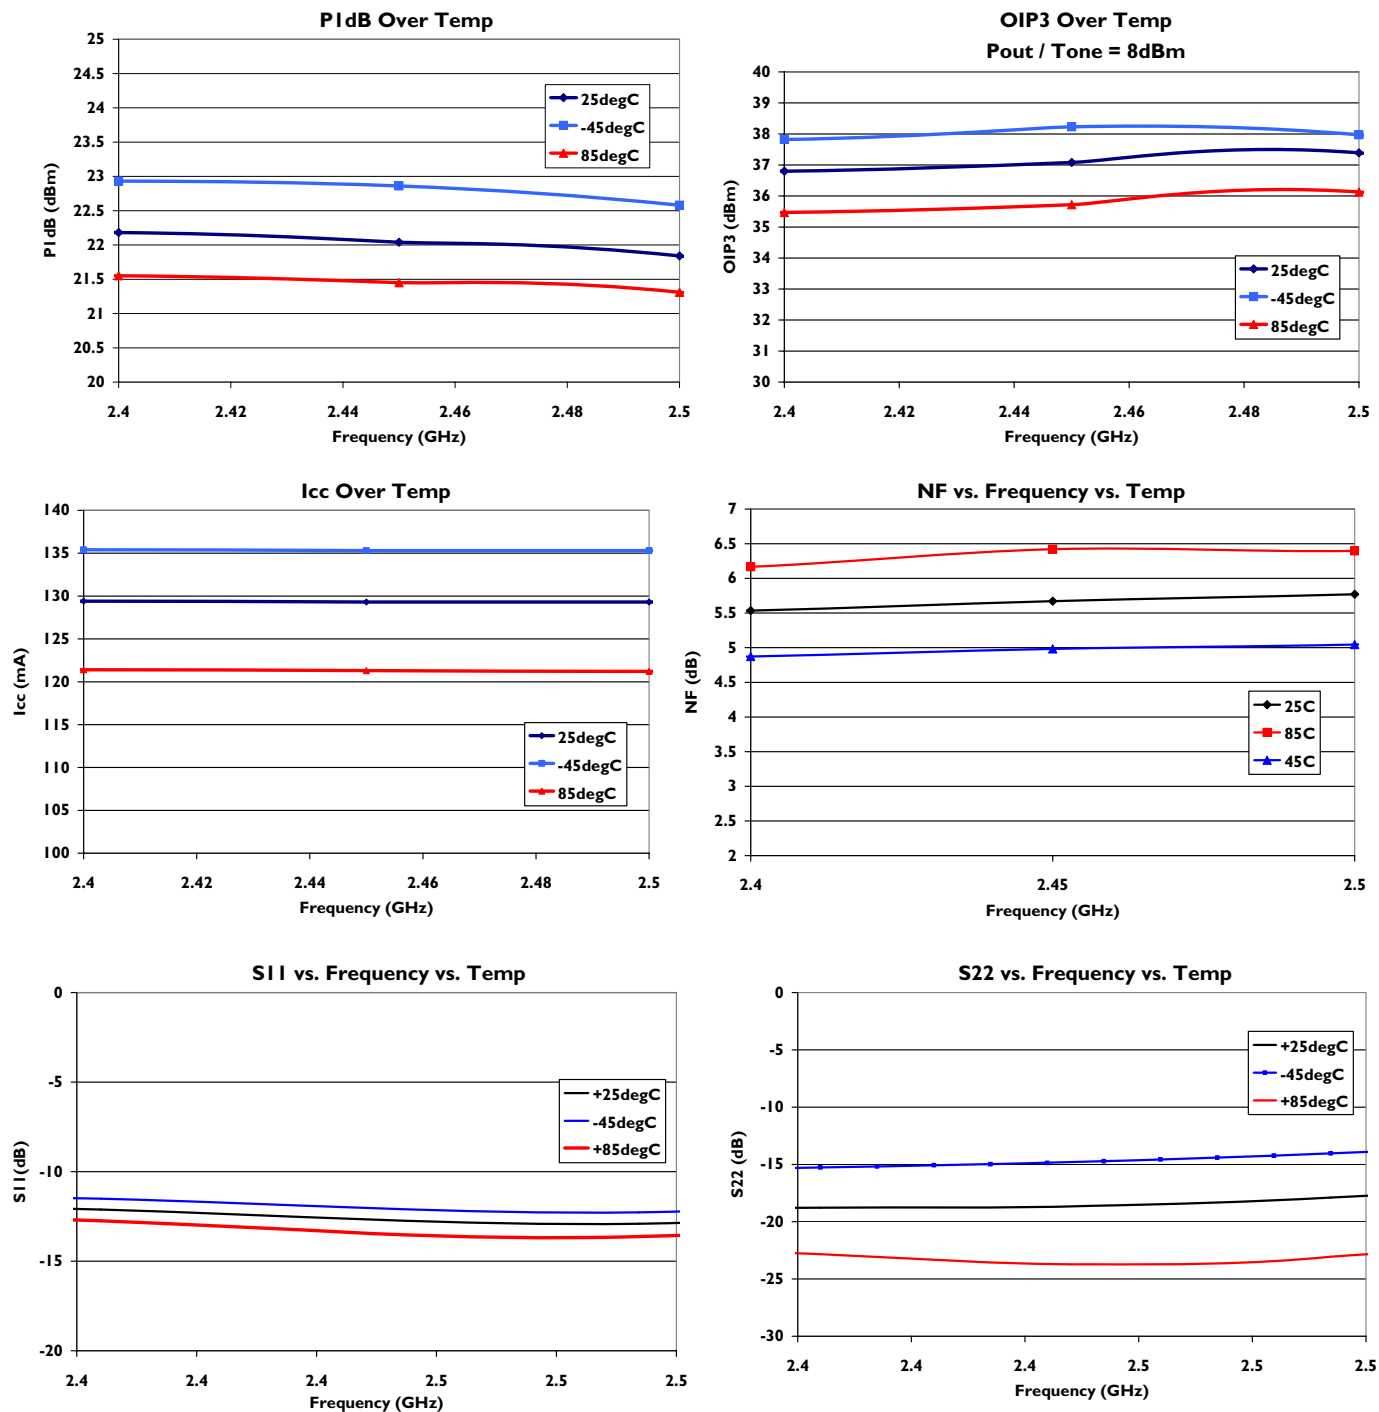 P1dB Over Temp
25
24.5
24
23.5
23
22.5
22
21.5
21
20.5
20
P1dB (dBm)
25degC
-45degC
85degC
2.4 2.42 2.44 2.46 2.48 2.5
Frequency (GHz)
OIP3 Over Temp
Pout / Tone = 8dBm
40
39
38
37
36
35
34
33
32
31
30
OIP3 (dBm)
25degC
-45degC
85degC
2.4 2.42 2.44 2.46 2.48 2.5
Frequency (GHz)
Icc Over Temp
140
135
130
125
120
115
110
105
100
Icc (mA)
25degC
-45degC
85degC
2.4 2.42 2.44 2.46 2.48 2.5
Frequency (GHz)
NF vs. Frequency vs. Temp
7
6.5
6
5.5
5
4.5
4
3.5
3
2.5
2
NF (dB)
25C
85C
45C
2.4 2.45 2.5
Frequency (GHz)
S11 vs. Frequency vs. Temp
0
-5
-10
-15
-20
S11(dB)
+25degC
-45degC
+85degC
2.4 2.4 2.4 2.5 2.5 2.5
Frequency (GHz)
S22 vs. Frequency vs. Temp
0
-5
-10
-15
-20
-25
-30
S22 (dB)
+25degC
-45degC
+85degC
2.4 2.4 2.4 2.5 2.5 2.5
Frequency (GHz)